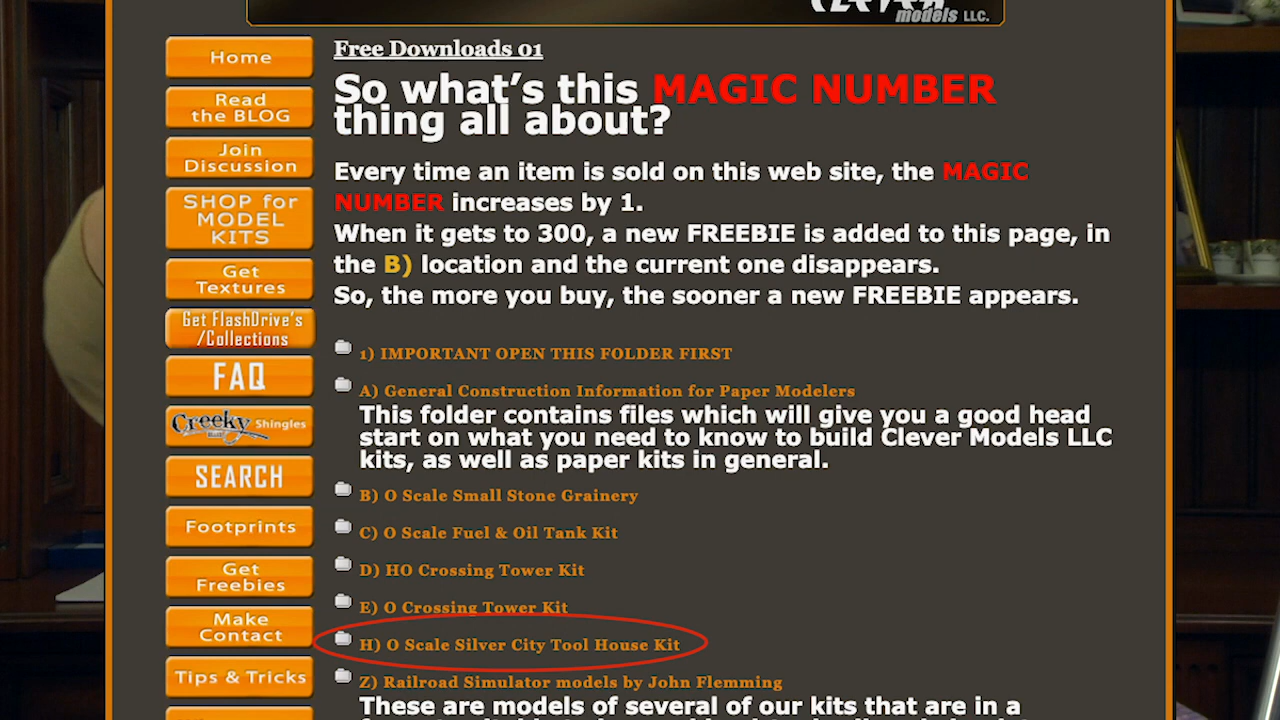 CLEVER
models LLC.
Home
Read
the BLOG
Join
Discussion
SHOP for
MODEL
KITS
Get
Textures
Get FlashDrive's
/Collections
FAQ
Creeky Shingles
SEARCH
Footprints
Get
Freebies
Make
Contact
Tips & Tricks
Free Downloads 01
So what's this MAGIC NUMBER
thing all about?
Every time an item is sold on this web site, the MAGIC
NUMBER increases by 1.
When it gets to 300, a new FREEBIE is added to this page, in
the B) location and the current one disappears.
So, the more you buy, the sooner a new FREEBIE appears.
1) IMPORTANT OPEN THIS FOLDER FIRST
A) General Construction Information for Paper Modelers
This folder contains files which will give you a good head
start on what you need to know to build Clever Models LLC
kits, as well as paper kits in general.
B) O Scale Small Stone Grainery
C) O Scale Fuel & Oil Tank Kit
D) HO Crossing Tower Kit
E) O Crossing Tower Kit
H) O Scale Silver City Tool House Kit
Z) Railroad Simulator models by John Flemming
These are models of several of our kits that are in a